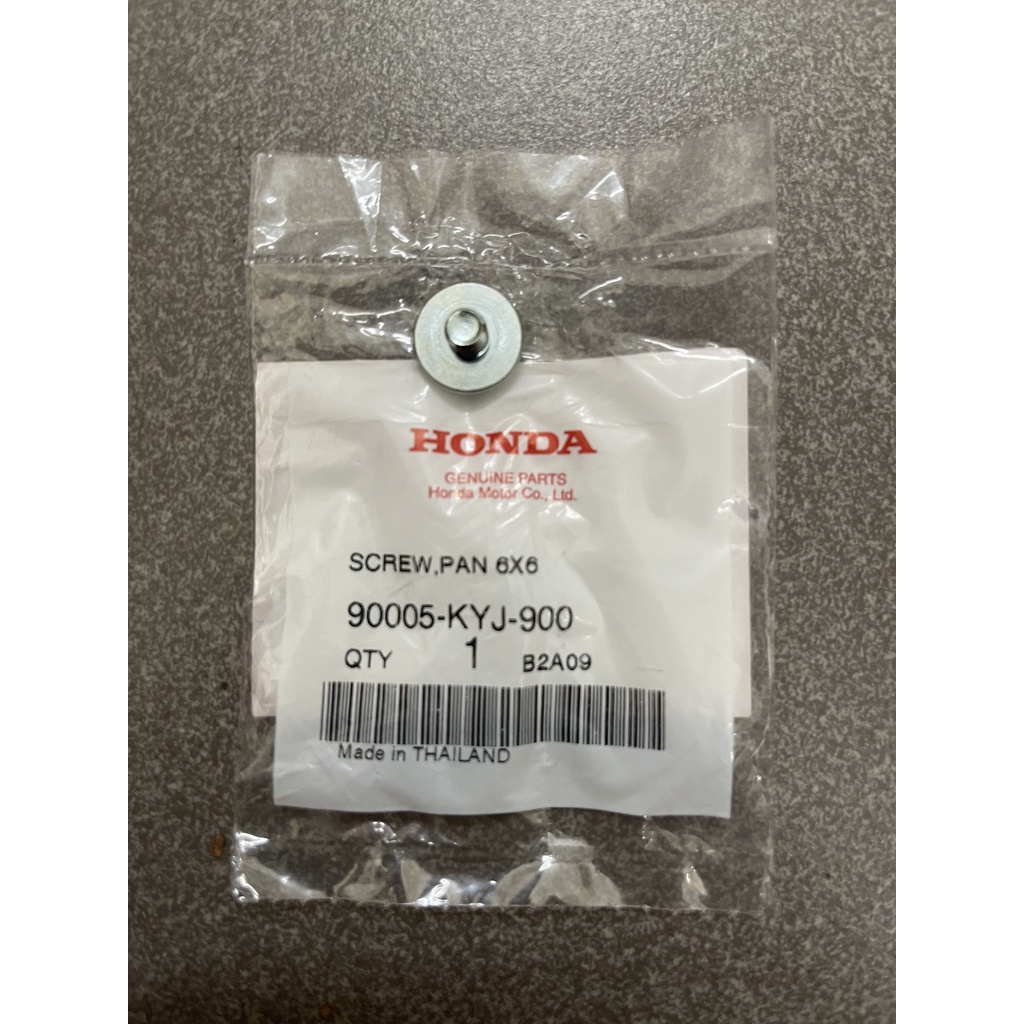 HONDA
GENUINE PARTS
Honda Motor Co., Ltd.
SCREW,PAN 6X6
90005-KYJ-900
QTY 1 B2A09
Made in THAILAND